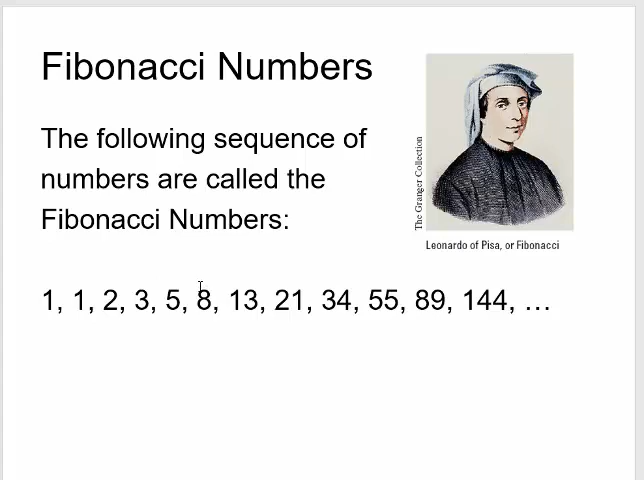 Fibonacci Numbers
The following sequence of
numbers are called the
Fibonacci Numbers:
The Granger Collection
Leonardo of Pisa, or Fibonacci
1, 1, 2, 3, 5, 8, 13, 21, 34, 55, 89, 144, …